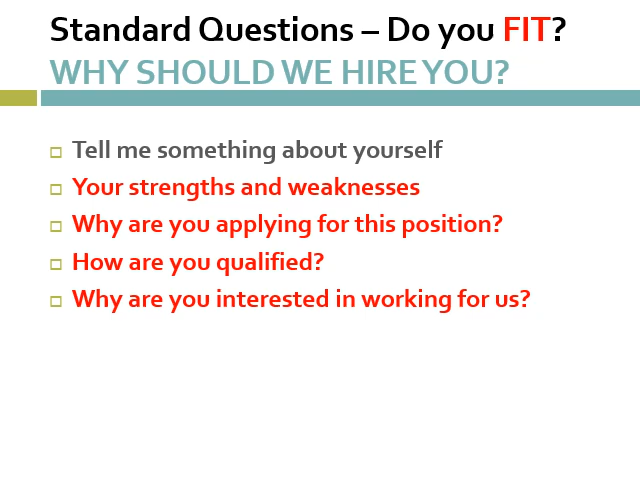 Standard Questions – Do you FIT?
WHY SHOULD WE HIRE YOU?
Tell me something about yourself
Your strengths and weaknesses
Why are you applying for this position?
How are you qualified?
Why are you interested in working for us?